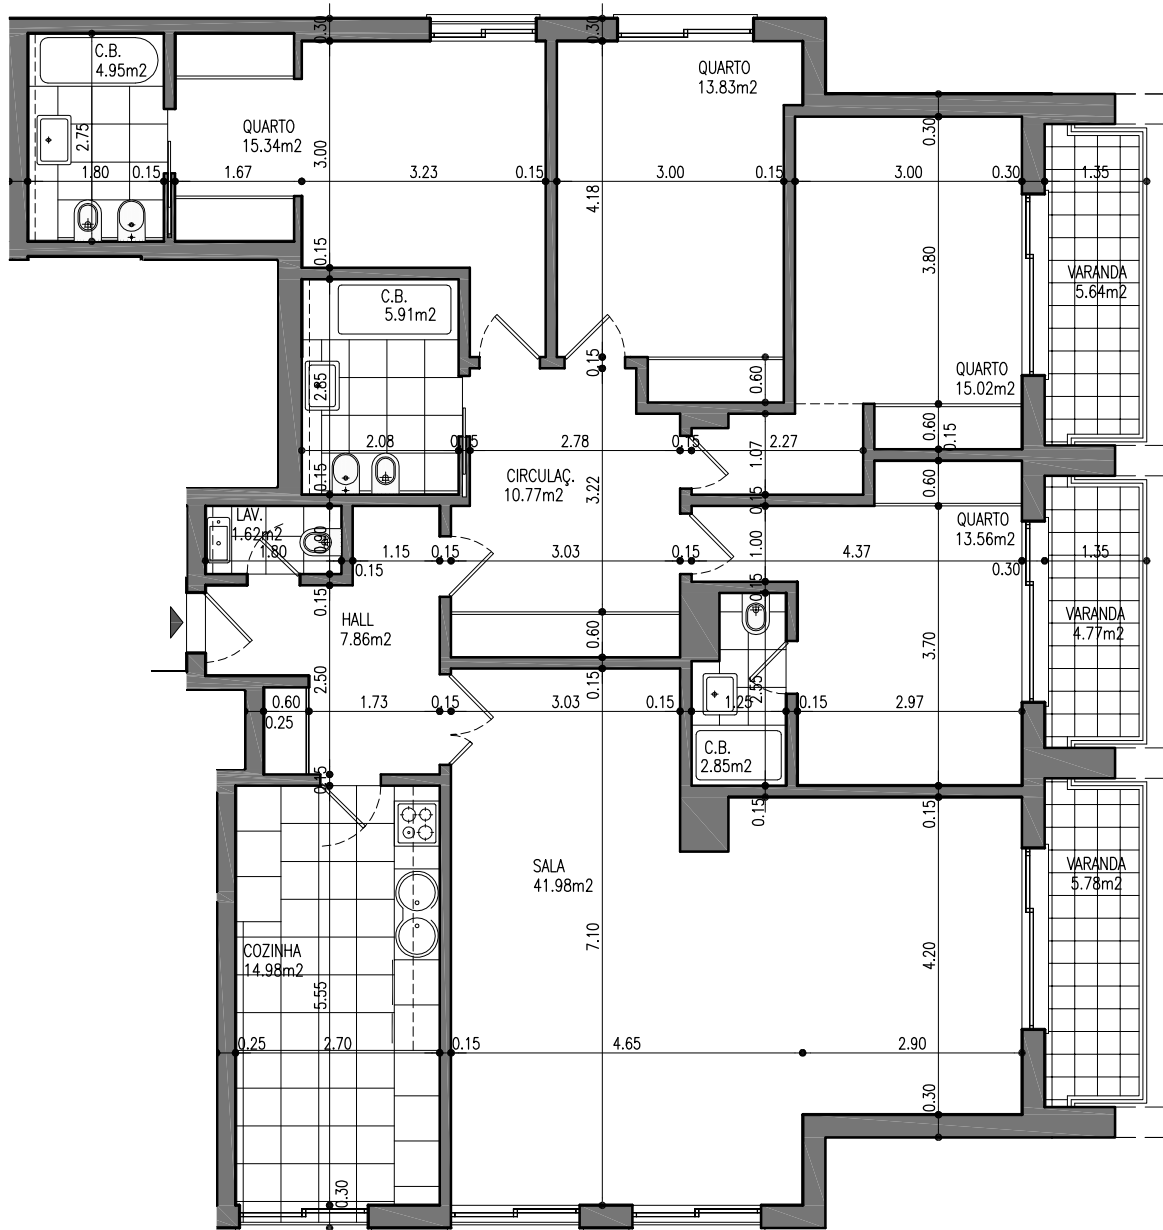 0.30
0.30
C.B.
4.95m2
QUARTO
13.83m2
QUARTO
15.34m2
2.75
3.00
0.30
1.80
0.15
1.67
3.23
0.15
3.00
0.15
3.00
0.30
1.35
4.18
0.15
3.80
VARANDA
5.64m2
C.B.
5.91m2
0.15
QUARTO
15.02m2
2.85
0.60
0.60
0.15
2.08
0.15
2.78
0.15
2.27
1.07
0.15
CIRCULAÇ.
10.77m2
3.22
0.60
LAV.
1.62m2
0.90
0.15
QUARTO
13.56m2
1.80
1.15
0.15
0.15
3.03
0.15
1.00
4.37
0.30
1.35
0.15
0.15
HALL
7.86m2
VARANDA
4.77m2
0.60
3.70
2.50
0.15
0.60
0.25
1.73
0.15
3.03
0.15
1.25
2.55
0.15
2.97
C.B.
2.85m2
0.15
0.15
0.15
SALA
41.98m2
VARANDA
5.78m2
7.10
4.20
COZINHA
14.98m2
5.55
0.25
2.70
0.15
4.65
2.90
0.30
0.30